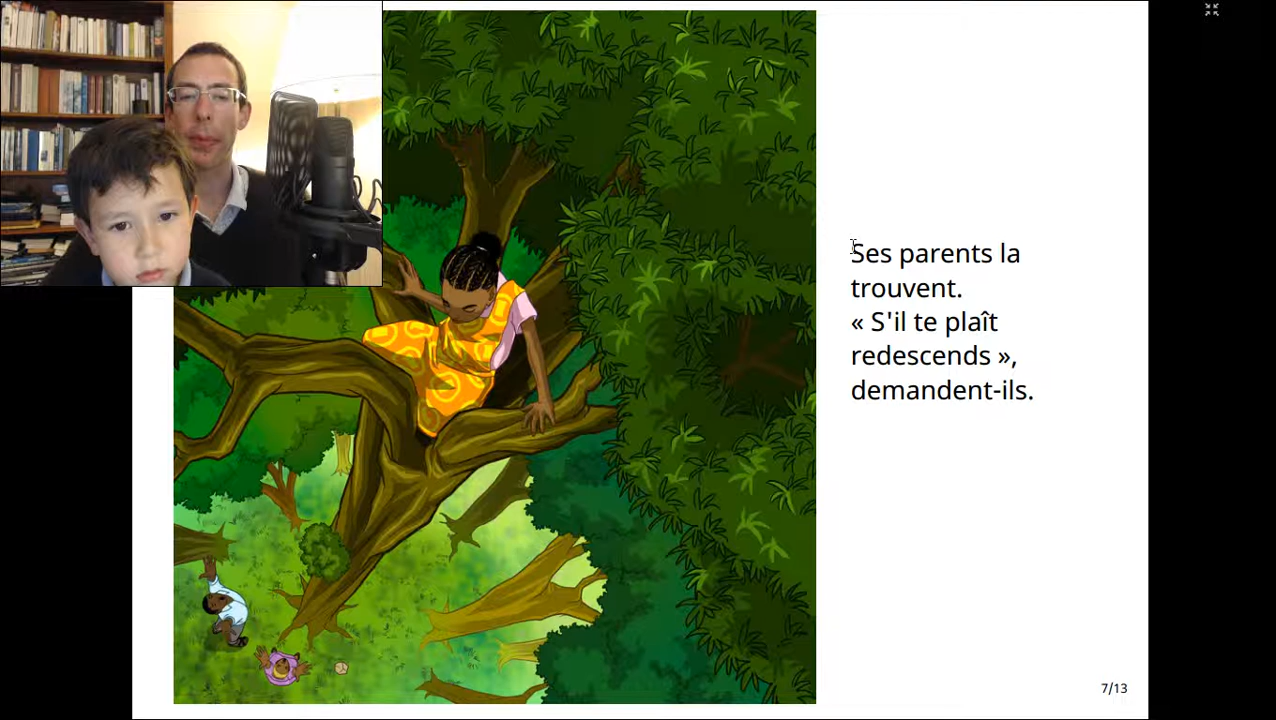 Ses parents la
trouvent.
« S'il te plaît
redescends »,
demandent-ils.
7/13